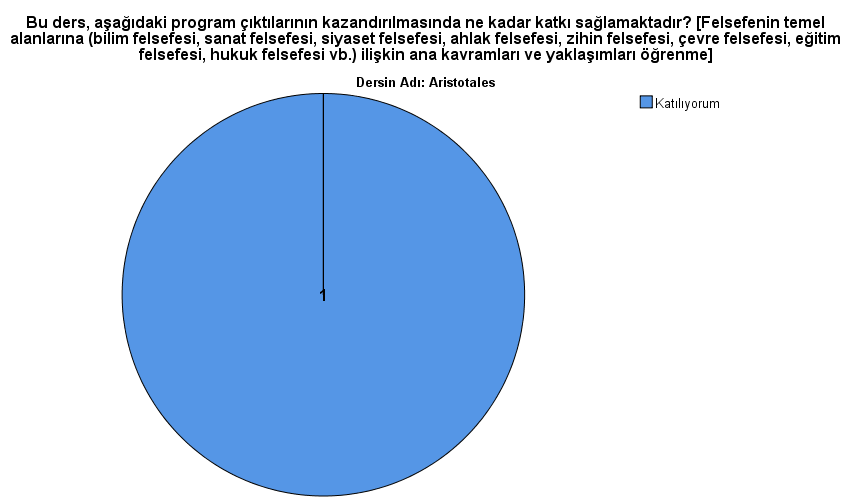 Bu ders, aşağıdaki program çıktılarının kazandırılmasında ne kadar katkı sağlamaktadır? [Felsefenin temel
alanlarına (bilim felsefesi, sanat felsefesi, siyaset felsefesi, ahlak felsefesi, zihin felsefesi, çevre felsefesi, eğitim
felsefesi, hukuk felsefesi vb.) ilişkin ana kavramları ve yaklaşımları öğrenme]
Dersin Adı: Aristotales
Katılıyorum
1